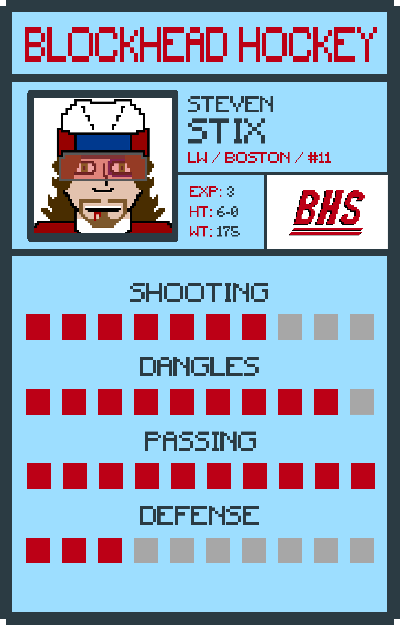 BLOCKHEAD HOCKEY
STEVEN
STIX
LW / BOSTON / #11
EXP: 3
HT: 6-0
WT: 175
BHS
SHOOTING
DANGLES
PASSING
DEFENSE